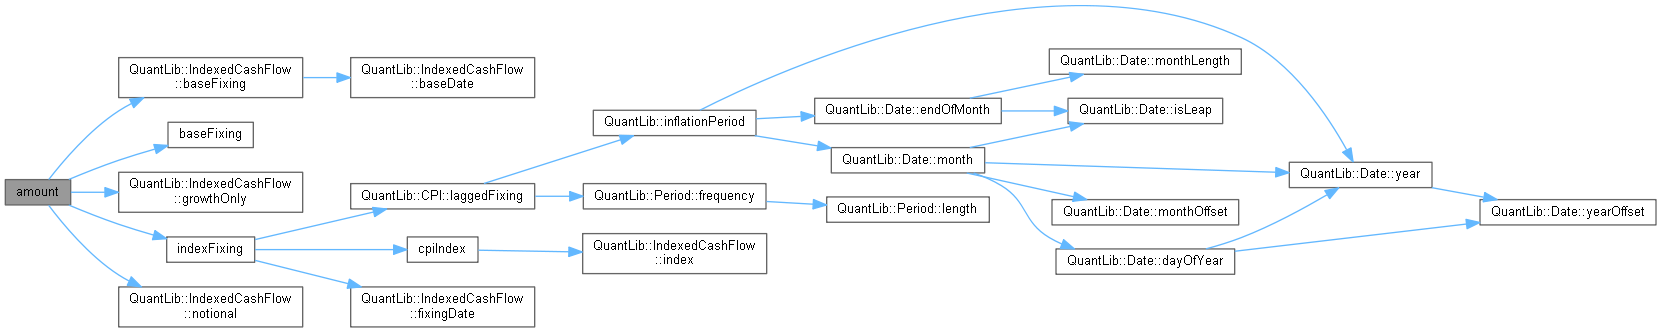 amount
QuantLib::IndexedCashFlow
::baseFixing
baseFixing
QuantLib::IndexedCashFlow
::growthOnly
indexFixing
QuantLib::IndexedCashFlow
::notional
QuantLib::IndexedCashFlow
::baseDate
QuantLib::CPI::laggedFixing
cpiIndex
QuantLib::IndexedCashFlow
::fixingDate
QuantLib::inflationPeriod
QuantLib::Period::frequency
QuantLib::IndexedCashFlow
::index
QuantLib::Date::endOfMonth
QuantLib::Date::month
QuantLib::Period::length
QuantLib::Date::monthLength
QuantLib::Date::isLeap
QuantLib::Date::monthOffset
QuantLib::Date::dayOfYear
QuantLib::Date::year
QuantLib::Date::yearOffset